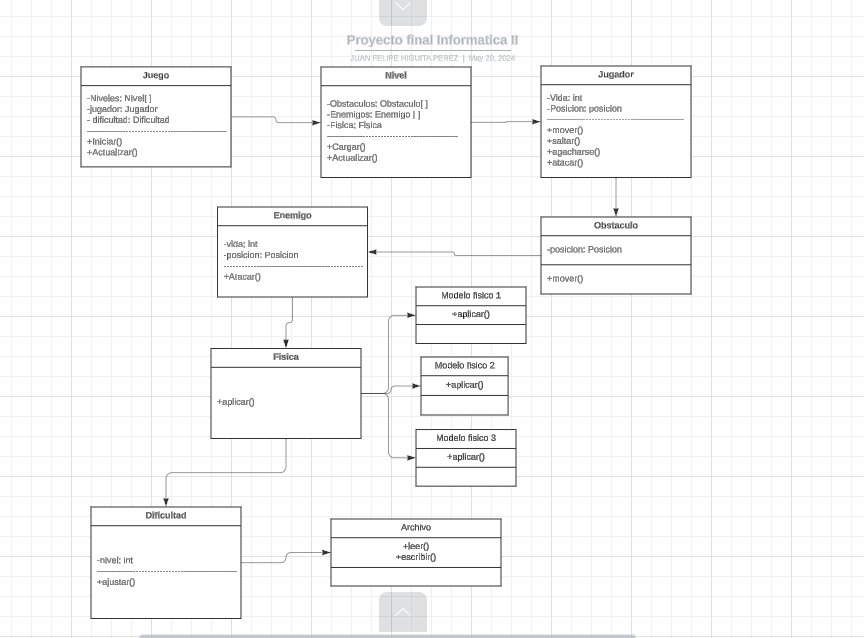 Proyecto final Informatica II
JUAN FELIPE HIGUITA PEREZ | May 20, 2024
Juego
-Niveles: Nivel[ ]
-jugador: Jugador
- dificultad: Dificultad
+Iniciar()
+Actualizar()
Nivel
-Obstaculos: Obstaculo[ ]
-Enemigos: Enemigo [ ]
-Fisica; Física
+Cargar()
+Actualizar()
Jugador
-Vida: int
-Posicion: posicion
+mover()
+saltar()
+agacharse()
+atacar()
Enemigo
-vida; int
-posicion: Posicion
+Atacar()
Obstaculo
-posicion: Posicion
+mover()
Modelo fisico 1
+aplicar()
Fisica
+aplicar()
Modelo fisico 2
+aplicar()
Modelo fisico 3
+aplicar()
Dificultad
-nivel: int
+ajustar()
Archivo
+leer()
+escribir()